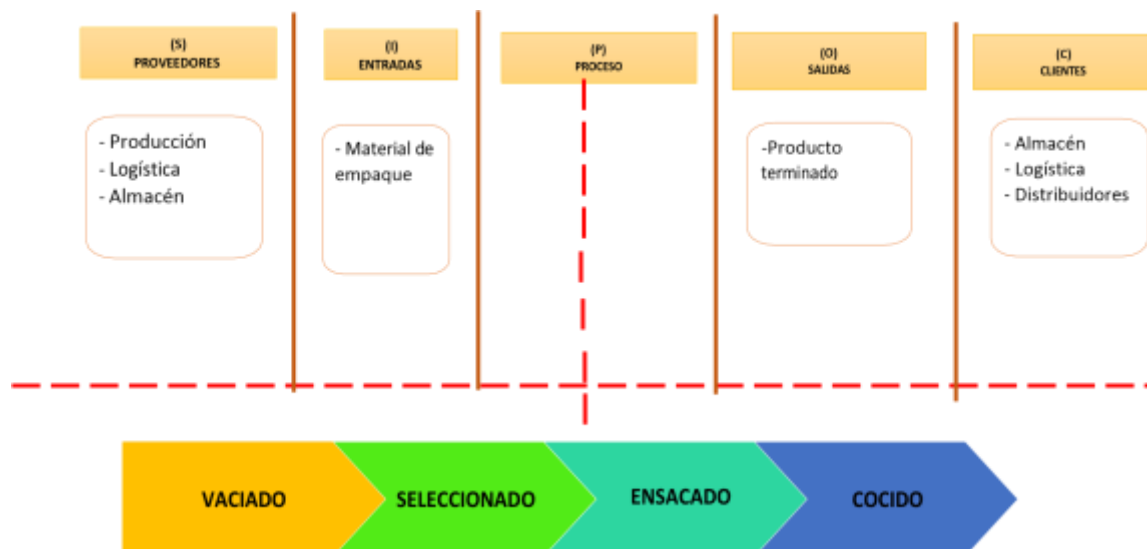 (S)
PROVEEDORES
(I)
ENTRADAS
(P)
PROCESO
(O)
SALIDAS
(C)
CLIENTES
- Producción
- Logística
- Almacén
- Material de
empaque
-Producto
terminado
- Almacén
- Logística
- Distribuidores
VACIADO
SELECCIONADO
ENSACADO
COCIDO